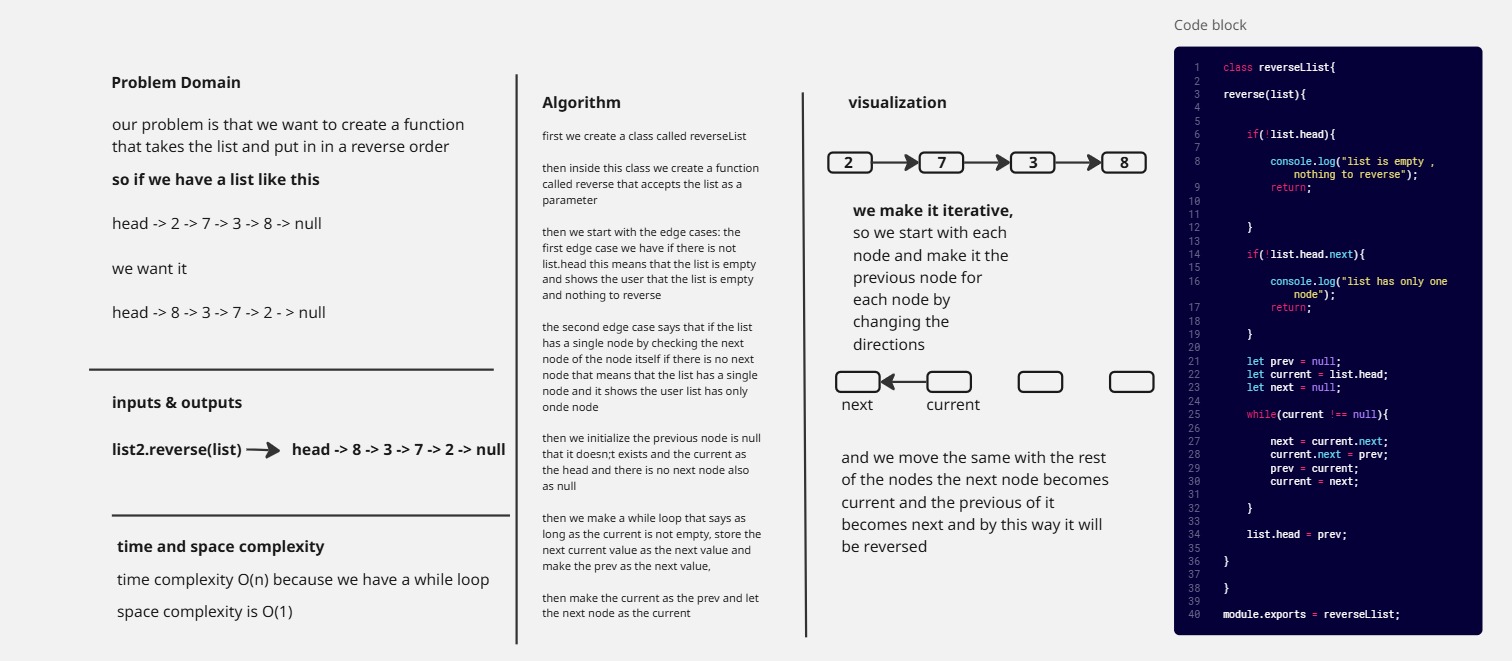 Problem Domain
our problem is that we want to create a function
that takes the list and put in in a reverse order
so if we have a list like this
head -> 2 -> 7 -> 3 -> 8 -> null
we want it
head -> 8 -> 3 -> 7 -> 2 - > null
inputs & outputs
list2.reverse(list)
head -> 8 -> 3 -> 7 -> 2 -> null
time and space complexity
time complexity O(n) because we have a while loop
space complexity is O(1)
Algorithm
first we create a class called reverseList
then inside this class we create a function
called reverse that accepts the list as a
parameter
then we start with the edge cases: the
first edge case we have if there is not
list.head this means that the list is empty
and shows the user that the list is empty
and nothing to reverse
the second edge case says that if the list
has a single node by checking the next
node of the node itself if there is no next
node that means that the list has a single
node and it shows the user list has only
onde node
then we initialize the previous node is null
that it doesn;t exists and the current as
the head and there is no next node also
as null
then we make a while loop that says as
long as the current is not empty, store the
next current value as the next value and
make the prev as the next value,
then make the current as the prev and let
the next node as the current
visualization
2 7 3 8
we make it iterative,
so we start with each
node and make it the
previous node for
each node by
changing the
directions
next current
and we move the same with the rest
of the nodes the next node becomes
current and the previous of it
becomes next and by this way it will
be reversed
Code block
1 class reverseLlist{
2
3 reverse(list){
4
5
6 if(!list.head){
7
8 console.log("list is empty ,
nothing to reverse");
9 return;
10
11
12 }
13
14 if(!list.head.next){
15
16 console.log("list has only one
node");
17 return;
18
19 }
20
21 let prev = null;
22 let current = list.head;
23 let next = null;
24
25 while(current !== null){
26
27 next = current.next;
28 current.next = prev;
29 prev = current;
30 current = next;
31
32 }
33
34 list.head = prev;
35
36 }
37
38 }
39
40 module.exports = reverseLlist;